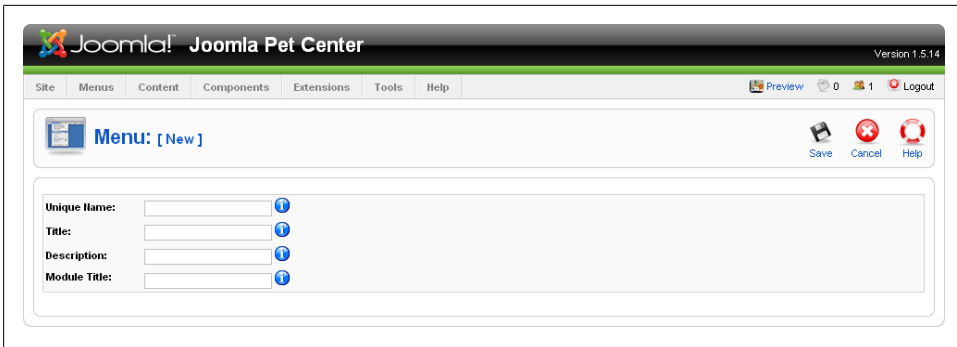 Joomla! Joomla Pet Center
Version 1.5.14
Site Menus Content Components Extensions Tools Help Preview 0 1 Logout
Menu: [ New ]
Save Cancel Help
Unique Name:
Title:
Description:
Module Title: